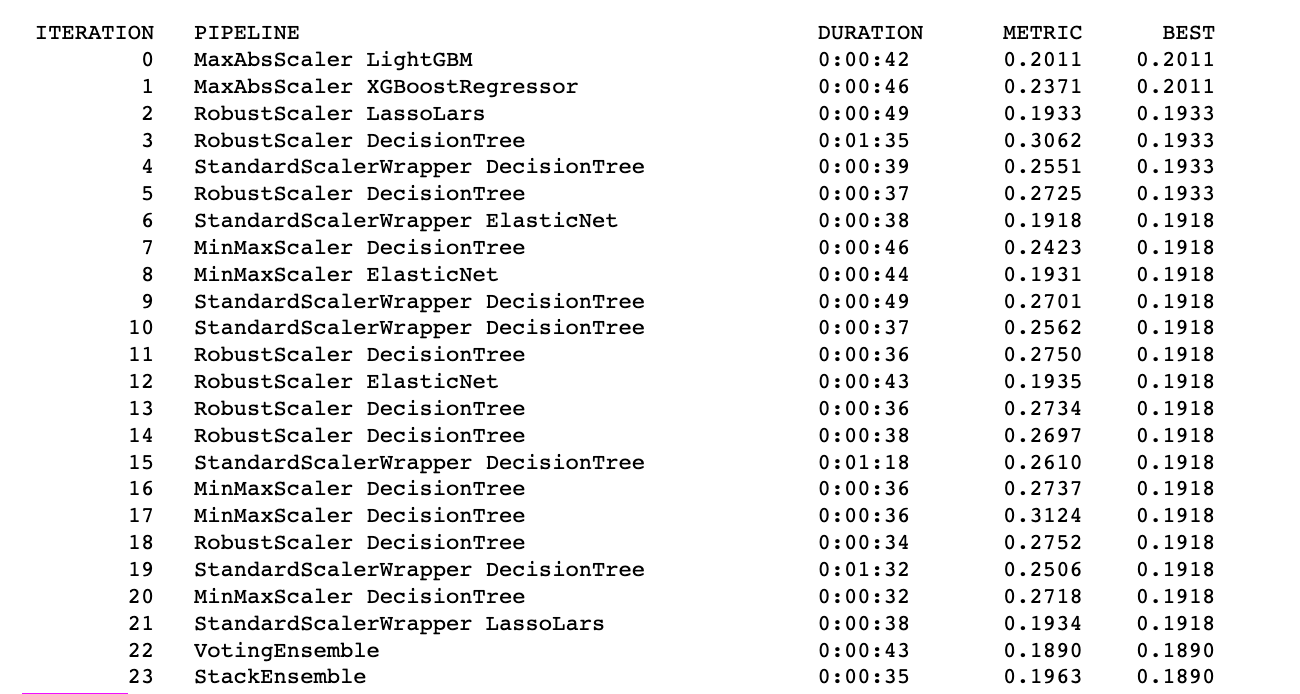 ITERATION PIPELINE DURATION METRIC BEST
0 MaxAbsScaler LightGBM 0:00:42 0.2011 0.2011
1 MaxAbsScaler XGBoostRegressor 0:00:46 0.2371 0.2011
2 RobustScaler LassoLars 0:00:49 0.1933 0.1933
3 RobustScaler DecisionTree 0:01:35 0.3062 0.1933
4 StandardScalerWrapper DecisionTree 0:00:39 0.2551 0.1933
5 RobustScaler DecisionTree 0:00:37 0.2725 0.1933
6 StandardScalerWrapper ElasticNet 0:00:38 0.1918 0.1918
7 MinMaxScaler DecisionTree 0:00:46 0.2423 0.1918
8 MinMaxScaler ElasticNet 0:00:44 0.1931 0.1918
9 StandardScalerWrapper DecisionTree 0:00:49 0.2701 0.1918
10 StandardScalerWrapper DecisionTree 0:00:37 0.2562 0.1918
11 RobustScaler DecisionTree 0:00:36 0.2750 0.1918
12 RobustScaler ElasticNet 0:00:43 0.1935 0.1918
13 RobustScaler DecisionTree 0:00:36 0.2734 0.1918
14 RobustScaler DecisionTree 0:00:38 0.2697 0.1918
15 StandardScalerWrapper DecisionTree 0:01:18 0.2610 0.1918
16 MinMaxScaler DecisionTree 0:00:36 0.2737 0.1918
17 MinMaxScaler DecisionTree 0:00:36 0.3124 0.1918
18 RobustScaler DecisionTree 0:00:34 0.2752 0.1918
19 StandardScalerWrapper DecisionTree 0:01:32 0.2506 0.1918
20 MinMaxScaler DecisionTree 0:00:32 0.2718 0.1918
21 StandardScalerWrapper LassoLars 0:00:38 0.1934 0.1918
22 VotingEnsemble 0:00:43 0.1890 0.1890
23 StackEnsemble 0:00:35 0.1963 0.1890